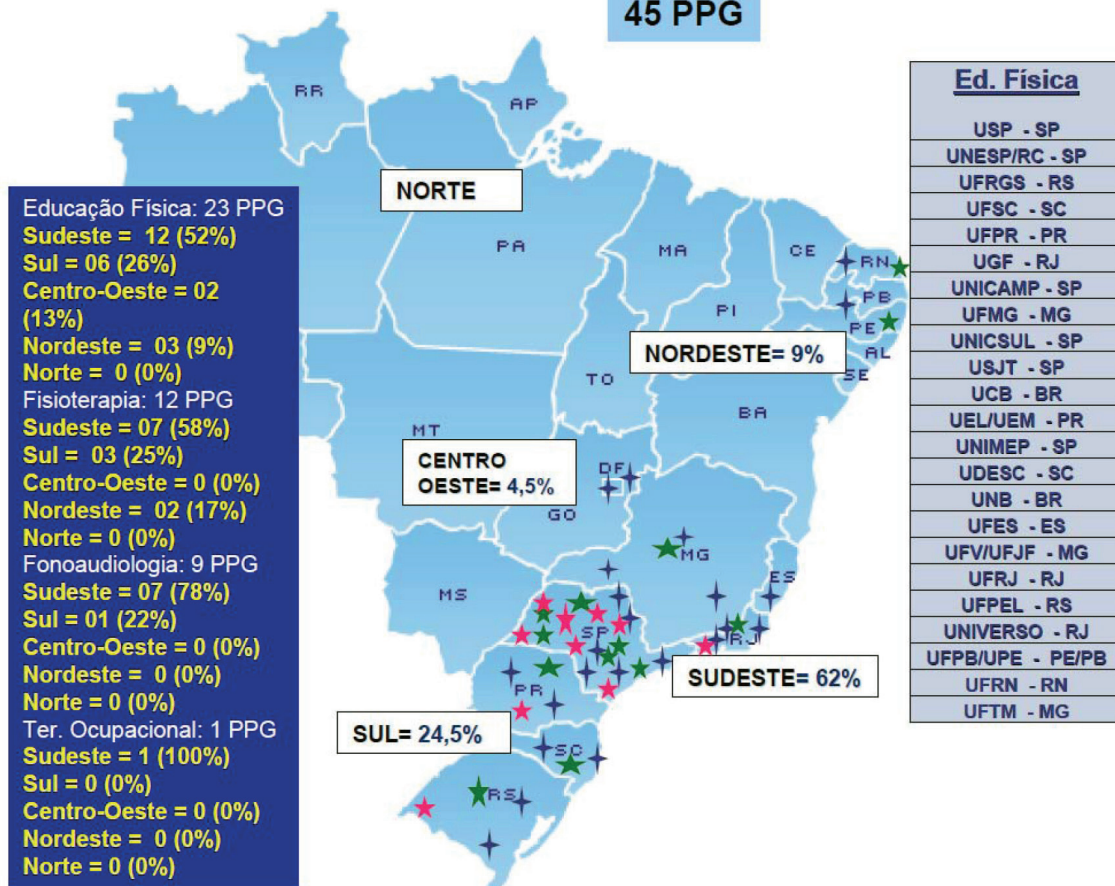 45 PPG
RR
AP
NORTE
PA
MA
CE
RN
PB
PI
PE
AL
SE
NORDESTE= 9%
TO
BA
MT
CENTRO
OESTE= 4,5%
DF
GO
MG
ES
MS
SP
RJ
SUDESTE= 62%
PR
SUL= 24,5%
SC
RS
Educação Física: 23 PPG
Sudeste = 12 (52%)
Sul = 06 (26%)
Centro-Oeste = 02
(13%)
Nordeste = 03 (9%)
Norte = 0 (0%)
Fisioterapia: 12 PPG
Sudeste = 07 (58%)
Sul = 03 (25%)
Centro-Oeste = 0 (0%)
Nordeste = 02 (17%)
Norte = 0 (0%)
Fonoaudiologia: 9 PPG
Sudeste = 07 (78%)
Sul = 01 (22%)
Centro-Oeste = 0 (0%)
Nordeste = 0 (0%)
Norte = 0 (0%)
Ter. Ocupacional: 1 PPG
Sudeste = 1 (100%)
Sul = 0 (0%)
Centro-Oeste = 0 (0%)
Nordeste = 0 (0%)
Norte = 0 (0%)
Ed. Física
USP - SP
UNESP/RC - SP
UFRGS - RS
UFSC - SC
UFPR - PR
UGF - RJ
UNICAMP - SP
UFMG - MG
UNICSUL - SP
USJT - SP
UCB - BR
UEL/UEM - PR
UNIMEP - SP
UDESC - SC
UNB - BR
UFES - ES
UFV/UFJF - MG
UFRJ - RJ
UFPEL - RS
UNIVERSO - RJ
UFPB/UPE - PE/PB
UFRN - RN
UFTM - MG